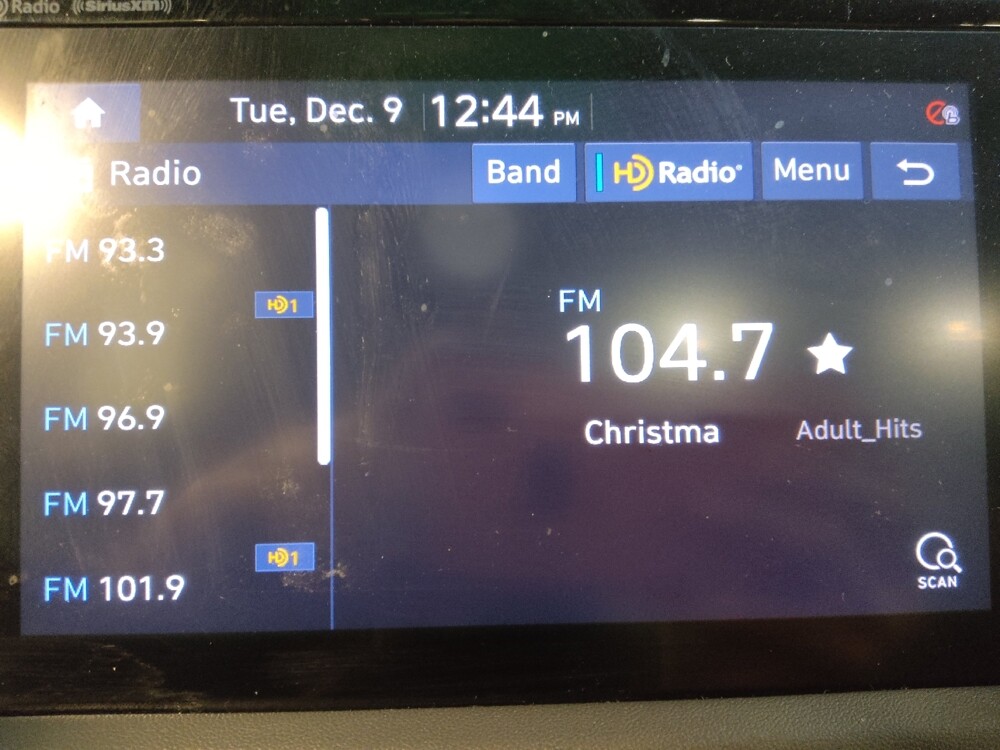 Radio ((SiriusXM))
Tue, Dec. 9 12:44 PM
Radio Band HD Radio Menu
FM 93.3
HD1
FM 93.9
FM 96.9
FM 97.7
HD1
FM 101.9
FM
104.7
Christma Adult_Hits
SCAN